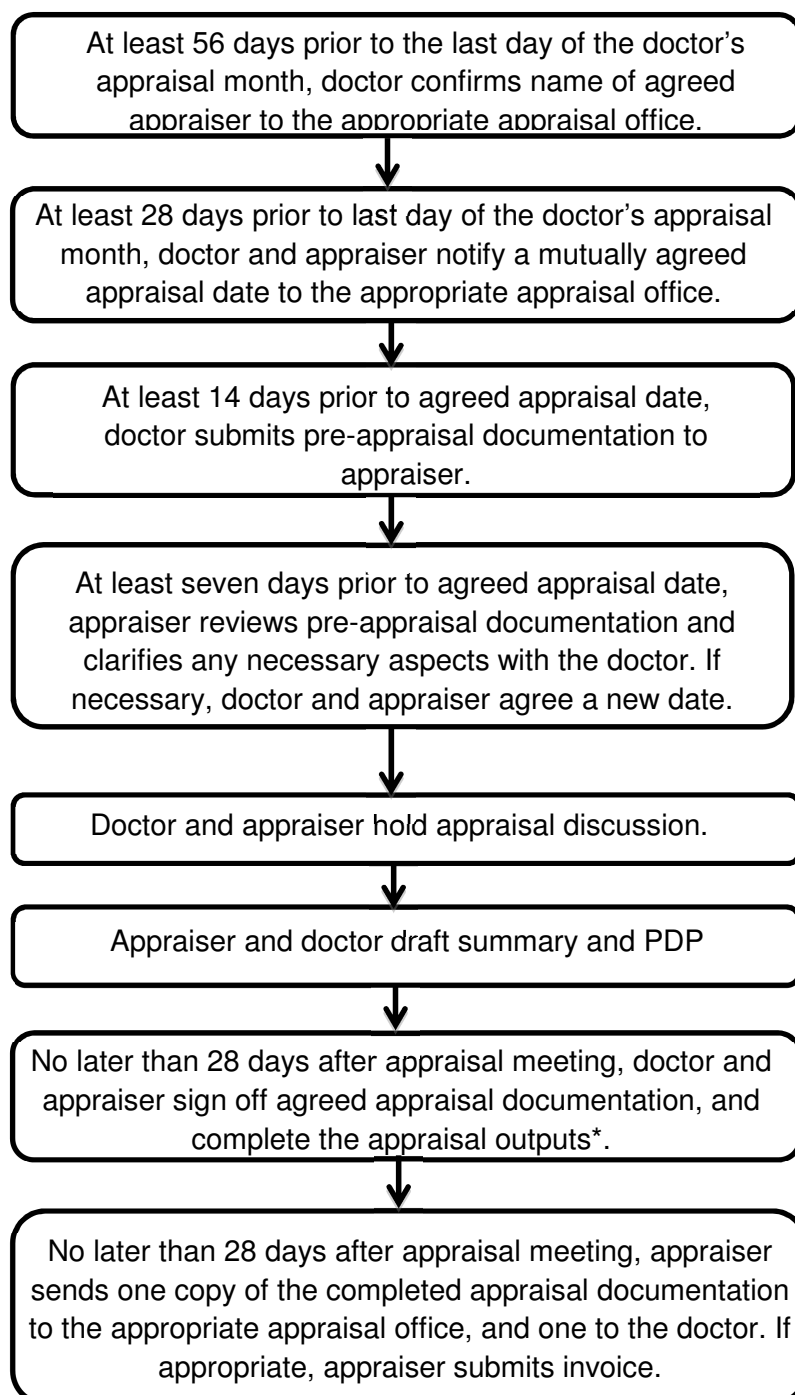 At least 56 days prior to the last day of the doctor's
appraisal month, doctor confirms name of agreed
appraiser to the appropriate appraisal office.
At least 28 days prior to last day of the doctor's appraisal
month, doctor and appraiser notify a mutually agreed
appraisal date to the appropriate appraisal office.
At least 14 days prior to agreed appraisal date,
doctor submits pre-appraisal documentation to
appraiser.
At least seven days prior to agreed appraisal date,
appraiser reviews pre-appraisal documentation and
clarifies any necessary aspects with the doctor. If
necessary, doctor and appraiser agree a new date.
Doctor and appraiser hold appraisal discussion.
Appraiser and doctor draft summary and PDP
No later than 28 days after appraisal meeting, doctor and
appraiser sign off agreed appraisal documentation, and
complete the appraisal outputs*.
No later than 28 days after appraisal meeting, appraiser
sends one copy of the completed appraisal documentation
to the appropriate appraisal office, and one to the doctor. If
appropriate, appraiser submits invoice.